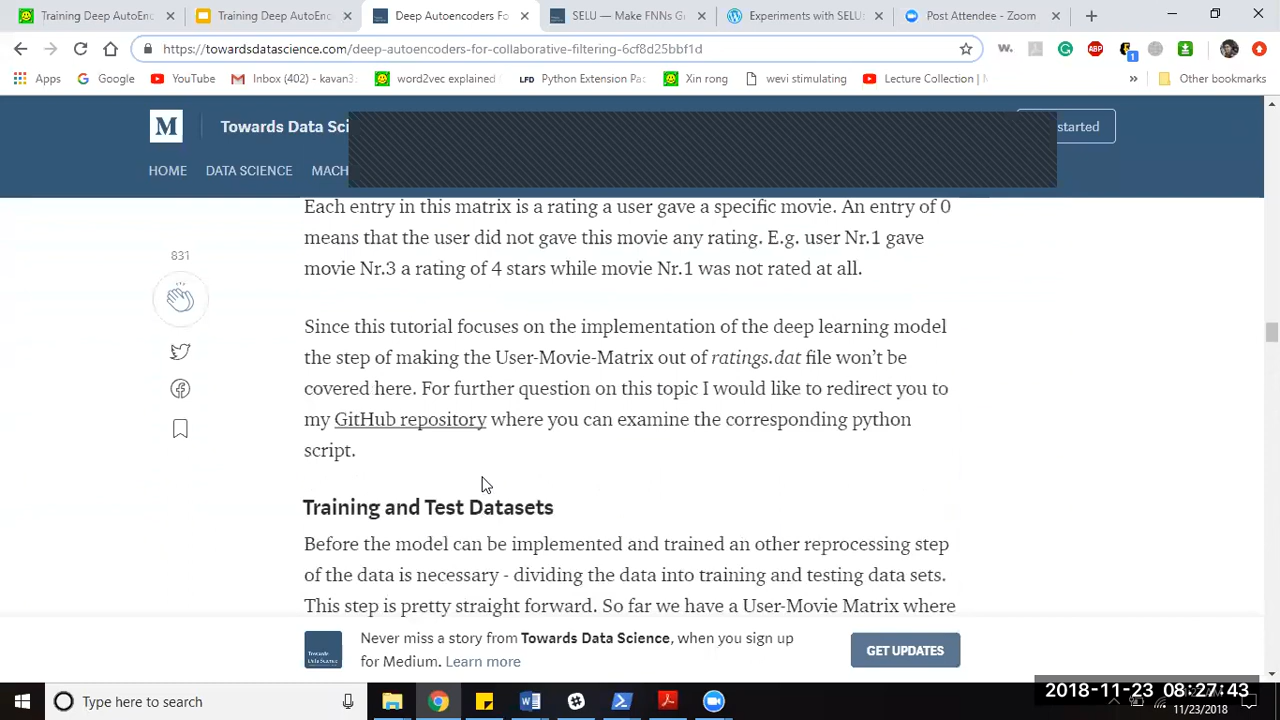 Training Deep AutoEnc
Training Deep AutoEnc
Deep Autoencoders Fo
SELU — Make FNNs G
Experiments with SELUs
Post Attendee - Zoom
https://towardsdatascience.com/deep-autoencoders-for-collaborative-filtering-6cf8d25bbf1d
Apps
Google
YouTube
Inbox (402) - kavan3
word2vec explained
Python Extension Pa
Xin rong
wevi stimulating
Lecture Collection |
Other bookmarks
Towards Data Sci
started
HOME
DATA SCIENCE
MACH
Each entry in this matrix is a rating a user gave a specific movie. An entry of 0
means that the user did not gave this movie any rating. E.g. user Nr.1 gave
movie Nr.3 a rating of 4 stars while movie Nr.1 was not rated at all.
831
Since this tutorial focuses on the implementation of the deep learning model
the step of making the User-Movie-Matrix out of ratings.dat file won't be
covered here. For further question on this topic I would like to redirect you to
my GitHub repository where you can examine the corresponding python
script.
Training and Test Datasets
Before the model can be implemented and trained an other reprocessing step
of the data is necessary - dividing the data into training and testing data sets.
This step is pretty straight forward. So far we have a User-Movie Matrix where
Never miss a story from Towards Data Science, when you sign up
for Medium. Learn more
GET UPDATES
Type here to search
2018-11-23 08:27:43
11/23/2018